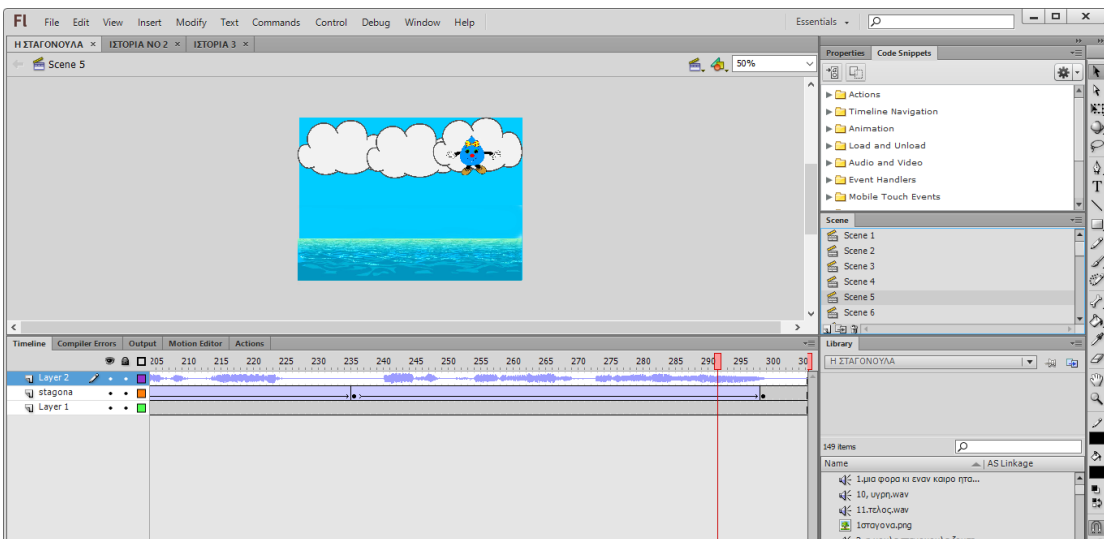 Fl File Edit View Insert Modify Text Commands Control Debug Window Help Essentials
Η ΣΤΑΓΟΝΟΥΛΑ × ΙΣΤΟΡΙΑ ΝΟ 2 × ΙΣΤΟΡΙΑ 3 ×
Scene 5 50%
Properties Code Snippets
Actions
Timeline Navigation
Animation
Load and Unload
Audio and Video
Event Handlers
Mobile Touch Events
Scene
Scene 1
Scene 2
Scene 3
Scene 4
Scene 5
Scene 6
Timeline Compiler Errors Output Motion Editor Actions
205 210 215 220 225 230 235 240 245 250 255 260 265 270 275 280 285 290 295 300
Layer 2
stagona
Layer 1
Library
Η ΣΤΑΓΟΝΟΥΛΑ
149 items
Name AS Linkage
1.μια φορα κι εναν καιρο ητα...
10, υγρη.wav
11.τελος.wav
1σταγονα.png